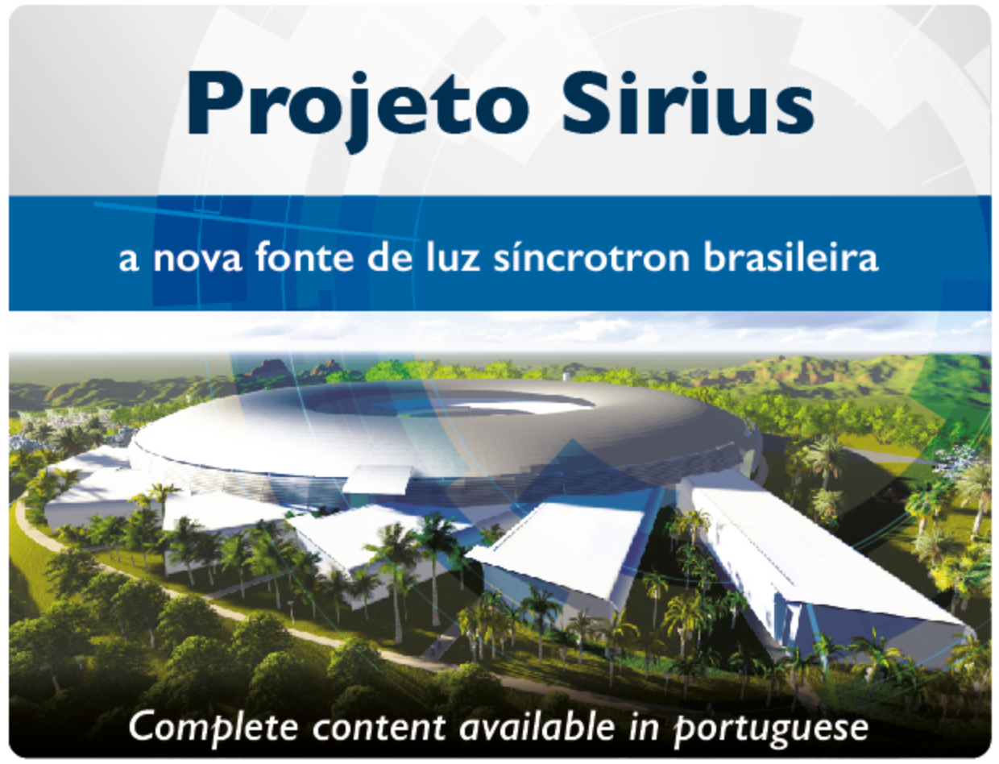 Projeto Sirius
a nova fonte de luz síncrotron brasileira
Complete content available in portuguese